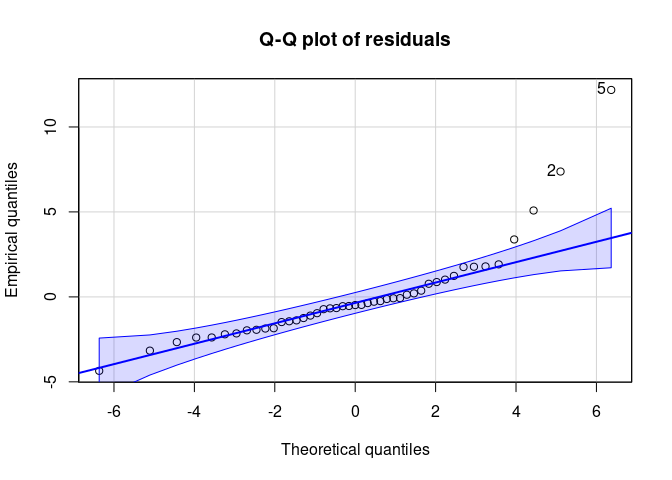 Q-Q plot of residuals
5
2
Empirical quantiles
10
5
0
-5
-6 -4 -2 0 2 4 6
Theoretical quantiles